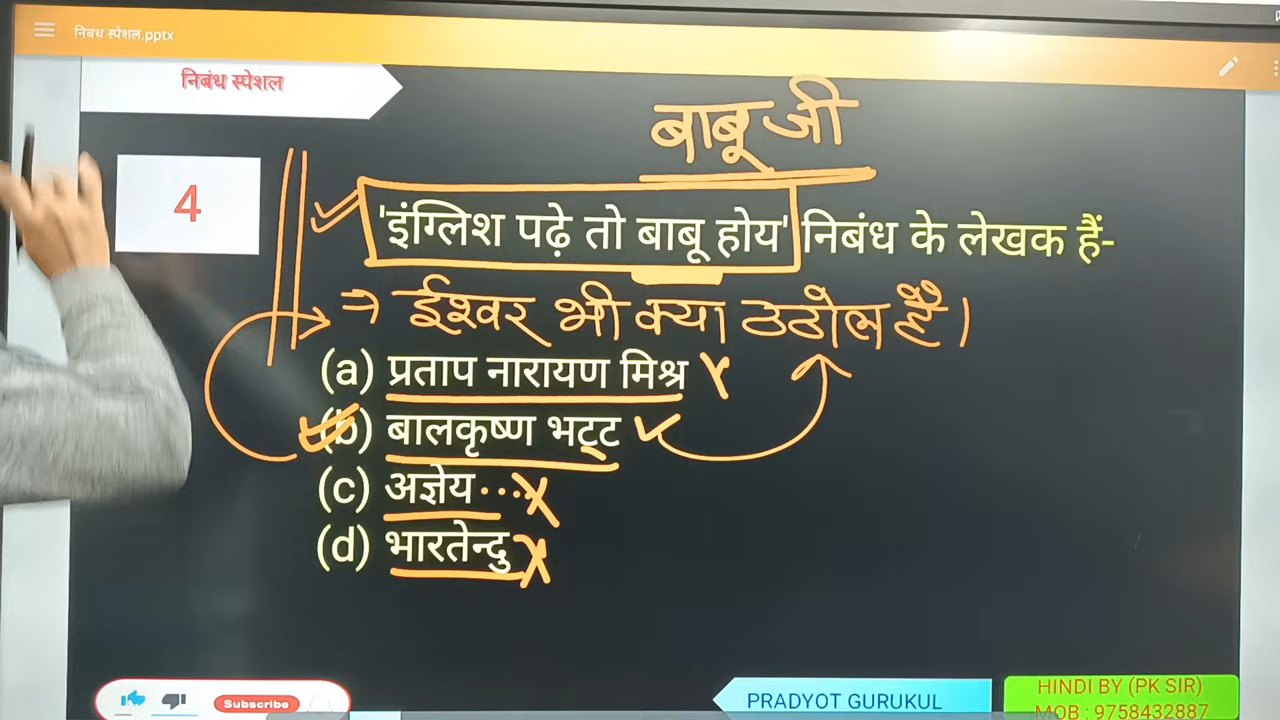 निबंध स्पेशल.pptx
निबंध स्पेशल
बाबू जी
4
'इंग्लिश पढ़े तो बाबू होय' निबंध के लेखक हैं-
⇒ ईश्वर भी क्या ठठोल है।
(a) प्रताप नारायण मिश्र
(b) बालकृष्ण भट्ट
(c) अज्ञेय
(d) भारतेन्दु
Subscribe
PRADYOT GURUKUL
HINDI BY (PK SIR)
MOB : 9758432887